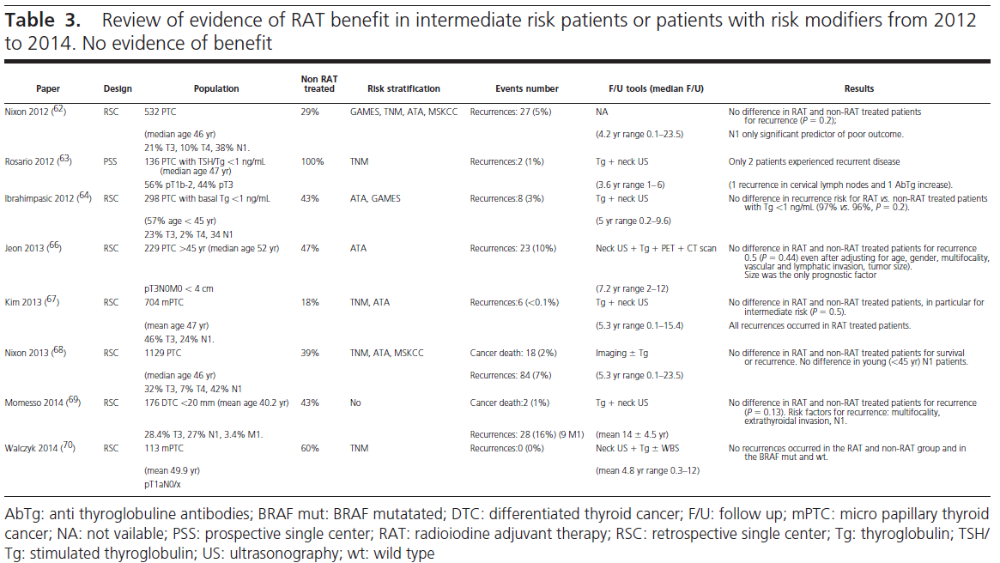 Table 3. Review of evidence of RAT benefit in intermediate risk patients or patients with risk modifiers from 2012
to 2014. No evidence of benefit
Paper Design Population Non RAT treated Risk stratification Events number F/U tools (median F/U) Results
Nixon 2012 (62) RSC 532 PTC 29% GAMES, TNM, ATA, MSKCC Recurrences: 27 (5%) NA No difference in RAT and non-RAT treated patients
for recurrence (P = 0.2);
(median age 46 yr) (4.2 yr range 0.1–23.5) N1 only significant predictor of poor outcome.
21% T3, 10% T4, 38% N1.
Rosario 2012 (63) PSS 136 PTC with TSH/Tg <1 ng/mL 100% TNM Recurrences:2 (1%) Tg + neck US Only 2 patients experienced recurrent disease
(median age 47 yr)
56% pT1b-2, 44% pT3 (3.6 yr range 1–6) (1 recurrence in cervical lymph nodes and 1 AbTg increase).
Ibrahimpasic 2012 (64) RSC 298 PTC with basal Tg <1 ng/mL 43% ATA, GAMES Recurrences:8 (3%) Tg + neck US No difference in recurrence risk for RAT vs. non-RAT treated patients
with Tg <1 ng/mL (97% vs. 96%, P = 0.2).
(57% age < 45 yr) (5 yr range 0.2–9.6)
23% T3, 2% T4, 34 N1
Jeon 2013 (66) RSC 229 PTC >45 yr (median age 52 yr) 47% ATA Recurrences: 23 (10%) Neck US + Tg + PET + CT scan No difference in RAT and non-RAT treated patients for recurrence
0.5 (P = 0.44) even after adjusting for age, gender, multifocality,
vascular and lymphatic invasion, tumor size).
Size was the only prognostic factor
pT3N0M0 < 4 cm (7.2 yr range 2–12)
Kim 2013 (67) RSC 704 mPTC 18% TNM, ATA Recurrences:6 (<0.1%) Tg + neck US No difference in RAT and non-RAT treated patients, in particular for
intermediate risk (P = 0.5).
(mean age 47 yr) (5.3 yr range 0.1–15.4) All recurrences occurred in RAT treated patients.
46% T3, 24% N1.
Nixon 2013 (68) RSC 1129 PTC 39% TNM, ATA, MSKCC Cancer death: 18 (2%) Imaging ± Tg No difference in RAT and non-RAT treated patients for survival
or recurrence. No difference in young (<45 yr) N1 patients.
(median age 46 yr) Recurrences: 84 (7%) (5.3 yr range 0.1–23.5)
32% T3, 7% T4, 42% N1
Momesso 2014 (69) RSC 176 DTC <20 mm (mean age 40.2 yr) 43% No Cancer death:2 (1%) Tg + neck US No difference in RAT and non-RAT treated patients for recurrence
(P = 0.13). Risk factors for recurrence: multifocality,
extrathyroidal invasion, N1.
28.4% T3, 27% N1, 3.4% M1. Recurrences: 28 (16%) (9 M1) (mean 14 ± 4.5 yr)
Walczyk 2014 (70) RSC 113 mPTC 60% TNM Recurrences:0 (0%) Neck US + Tg ± WBS No recurrences occurred in the RAT and non-RAT group and in
the BRAF mut and wt.
(mean 49.9 yr) (mean 4.8 yr range 0.3–12)
pT1aN0/x
AbTg: anti thyroglobuline antibodies; BRAF mut: BRAF mutatated; DTC: differentiated thyroid cancer; F/U: follow up; mPTC: micro papillary thyroid
cancer; NA: not vailable; PSS: prospective single center; RAT: radioiodine adjuvant therapy; RSC: retrospective single center; Tg: thyroglobulin; TSH/
Tg: stimulated thyroglobulin; US: ultrasonography; wt: wild type